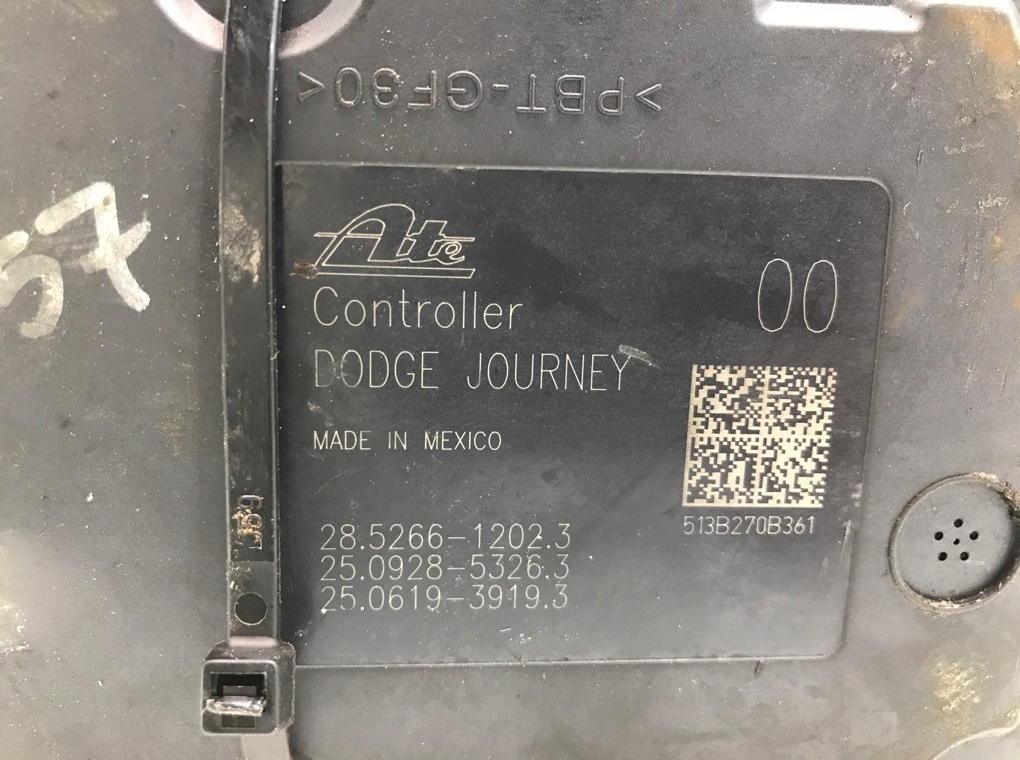 >PBT-GF30<
57
Ate
Controller
00
DODGE JOURNEY
MADE IN MEXICO
513B270B361
28.5266-1202.3
25.0928-5326.3
25.0619-3919.3